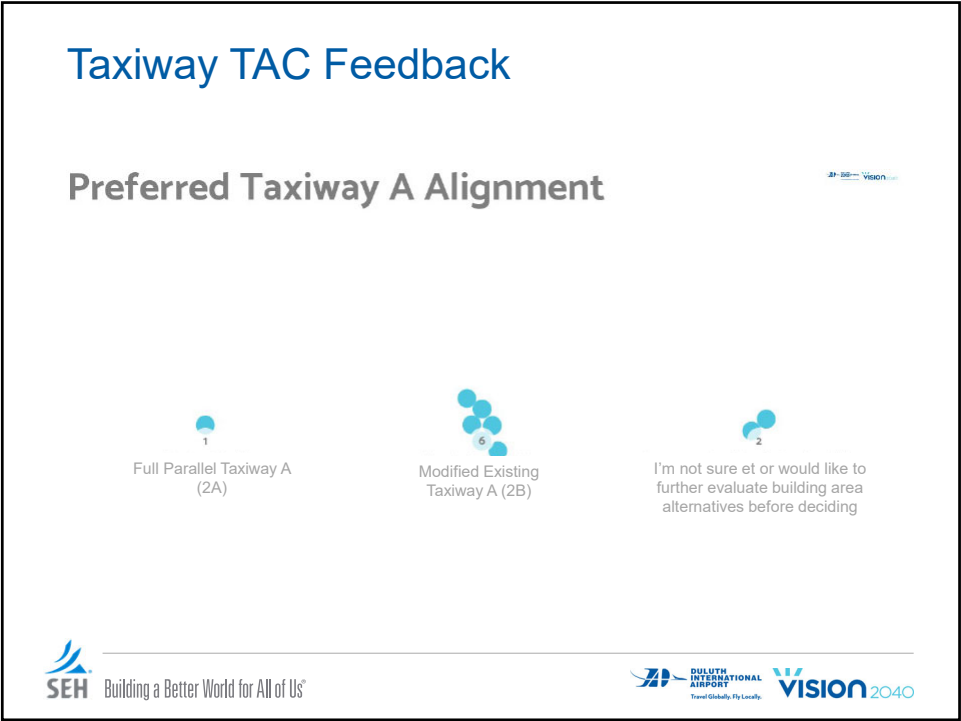 Taxiway TAC Feedback
Preferred Taxiway A Alignment
VISION
1
6
2
Full Parallel Taxiway A
(2A)
Modified Existing
Taxiway A (2B)
I'm not sure et or would like to
further evaluate building area
alternatives before deciding
SEH
Building a Better World for All of Us®
DULUTH
INTERNATIONAL
AIRPORT
Travel Globally. Fly Locally.
VISION 2040